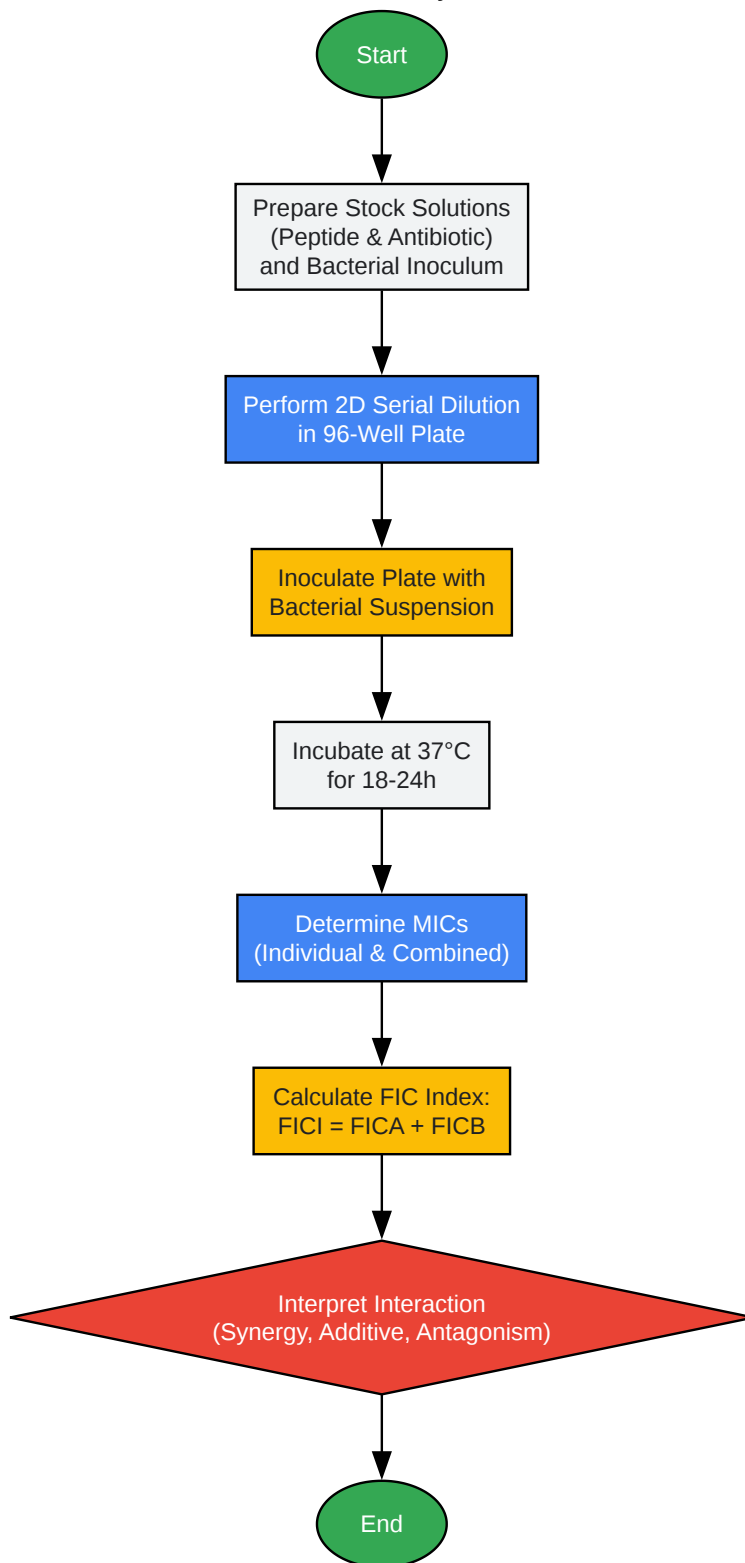 Start
Prepare Stock Solutions
(Peptide & Antibiotic)
and Bacterial Inoculum
Perform 2D Serial Dilution
in 96-Well Plate
Inoculate Plate with
Bacterial Suspension
Incubate at 37°C
for 18-24h
Determine MICs
(Individual & Combined)
Calculate FIC Index:
FICI = FICA + FICB
Interpret Interaction
(Synergy, Additive, Antagonism)
End